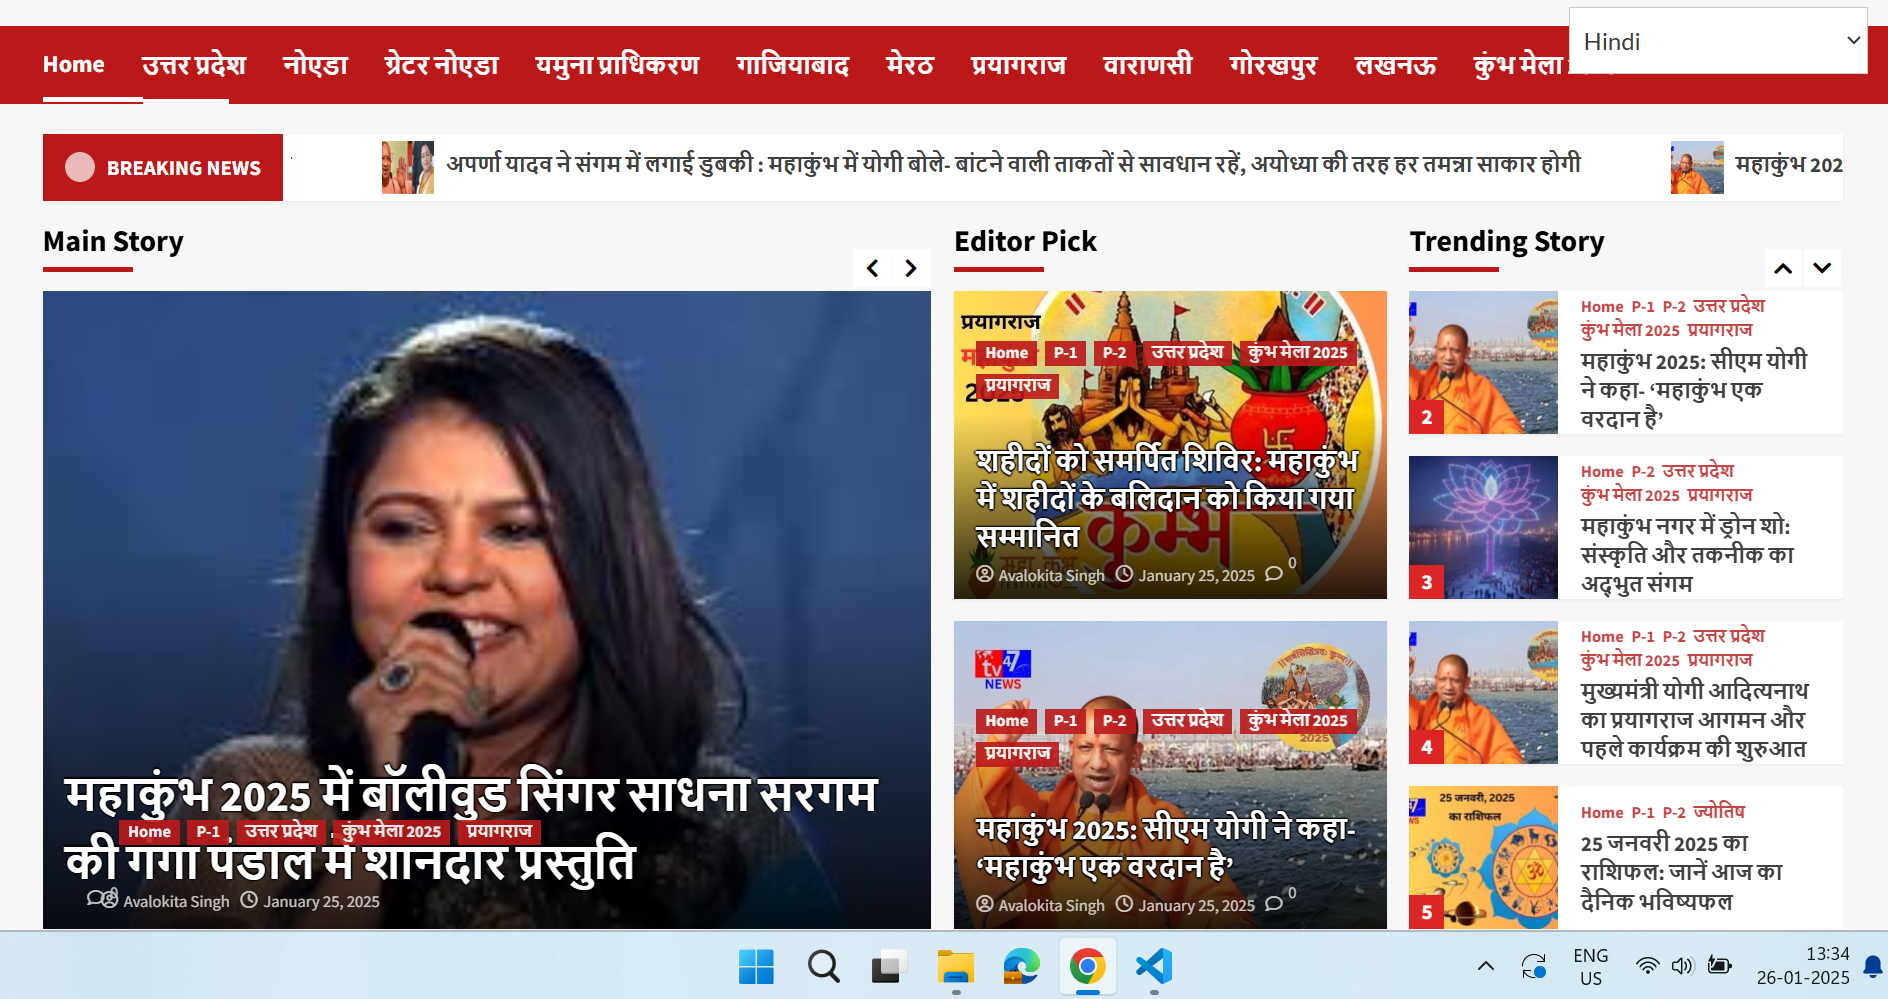 Hindi
Home उत्तर प्रदेश नोएडा ग्रेटर नोएडा यमुना प्राधिकरण गाजियाबाद मेरठ प्रयागराज वाराणसी गोरखपुर लखनऊ कुंभ मेला
BREAKING NEWS
अपर्णा यादव ने संगम में लगाई डुबकी : महाकुंभ में योगी बोले- बांटने वाली ताकतों से सावधान रहें, अयोध्या की तरह हर तमन्ना साकार होगी
महाकुंभ 202
Main Story
महाकुंभ 2025 में बॉलीवुड सिंगर साधना सरगम
Home P-1 उत्तर प्रदेश कुंभ मेला 2025 प्रयागराज
की गंगा पंडाल में शानदार प्रस्तुति
0 Avalokita Singh January 25, 2025
Editor Pick
प्रयागराज
Home P-1 P-2 उत्तर प्रदेश कुंभ मेला 2025
प्रयागराज
2025
शहीदों को समर्पित शिविर: महाकुंभ
में शहीदों के बलिदान को किया गया
सम्मानित
कुम्भ
Avalokita Singh January 25, 2025 0
tv47
NEWS
Home P-1 P-2 उत्तर प्रदेश कुंभ मेला 2025
2025
प्रयागराज
महाकुंभ 2025: सीएम योगी ने कहा-
‘महाकुंभ एक वरदान है’
Avalokita Singh January 25, 2025 0
Trending Story
Home P-1 P-2 उत्तर प्रदेश
कुंभ मेला 2025 प्रयागराज
महाकुंभ 2025: सीएम योगी
ने कहा- ‘महाकुंभ एक
वरदान है’
2
Home P-2 उत्तर प्रदेश
कुंभ मेला 2025 प्रयागराज
महाकुंभ नगर में ड्रोन शो:
संस्कृति और तकनीक का
अद्भुत संगम
3
Home P-1 P-2 उत्तर प्रदेश
कुंभ मेला 2025 प्रयागराज
मुख्यमंत्री योगी आदित्यनाथ
का प्रयागराज आगमन और
पहले कार्यक्रम की शुरुआत
4
25 जनवरी, 2025
का राशिफल
Home P-1 P-2 ज्योतिष
25 जनवरी 2025 का
राशिफल: जानें आज का
दैनिक भविष्यफल
5
ENG
US
13:34
26-01-2025